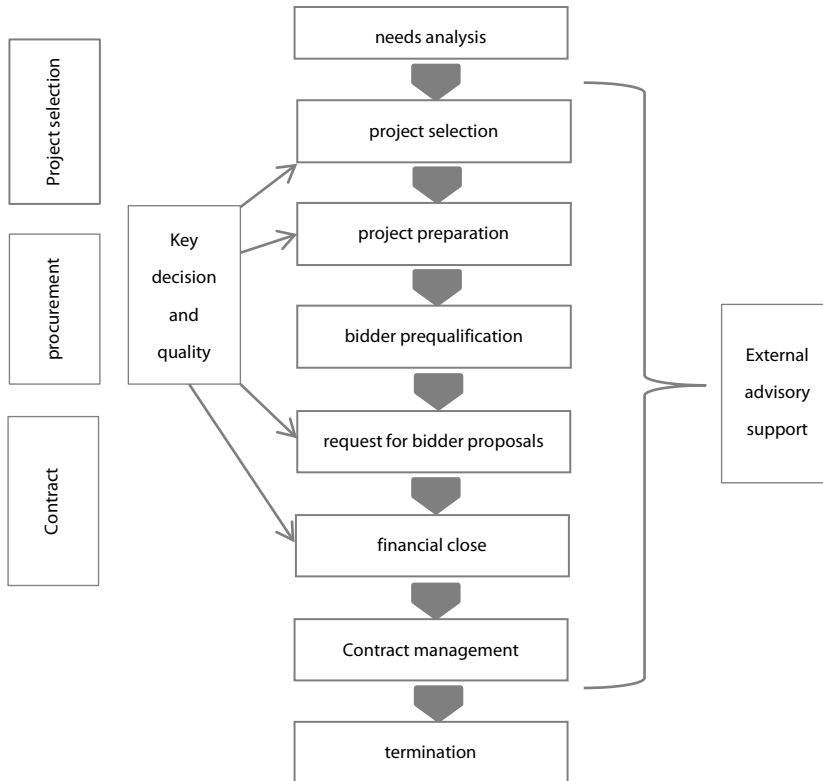 needs analysis
Project selection
project selection
procurement
Key
decision
and
quality
project preparation
bidder prequalification
External
advisory
support
Contract
request for bidder proposals
financial close
Contract management
termination